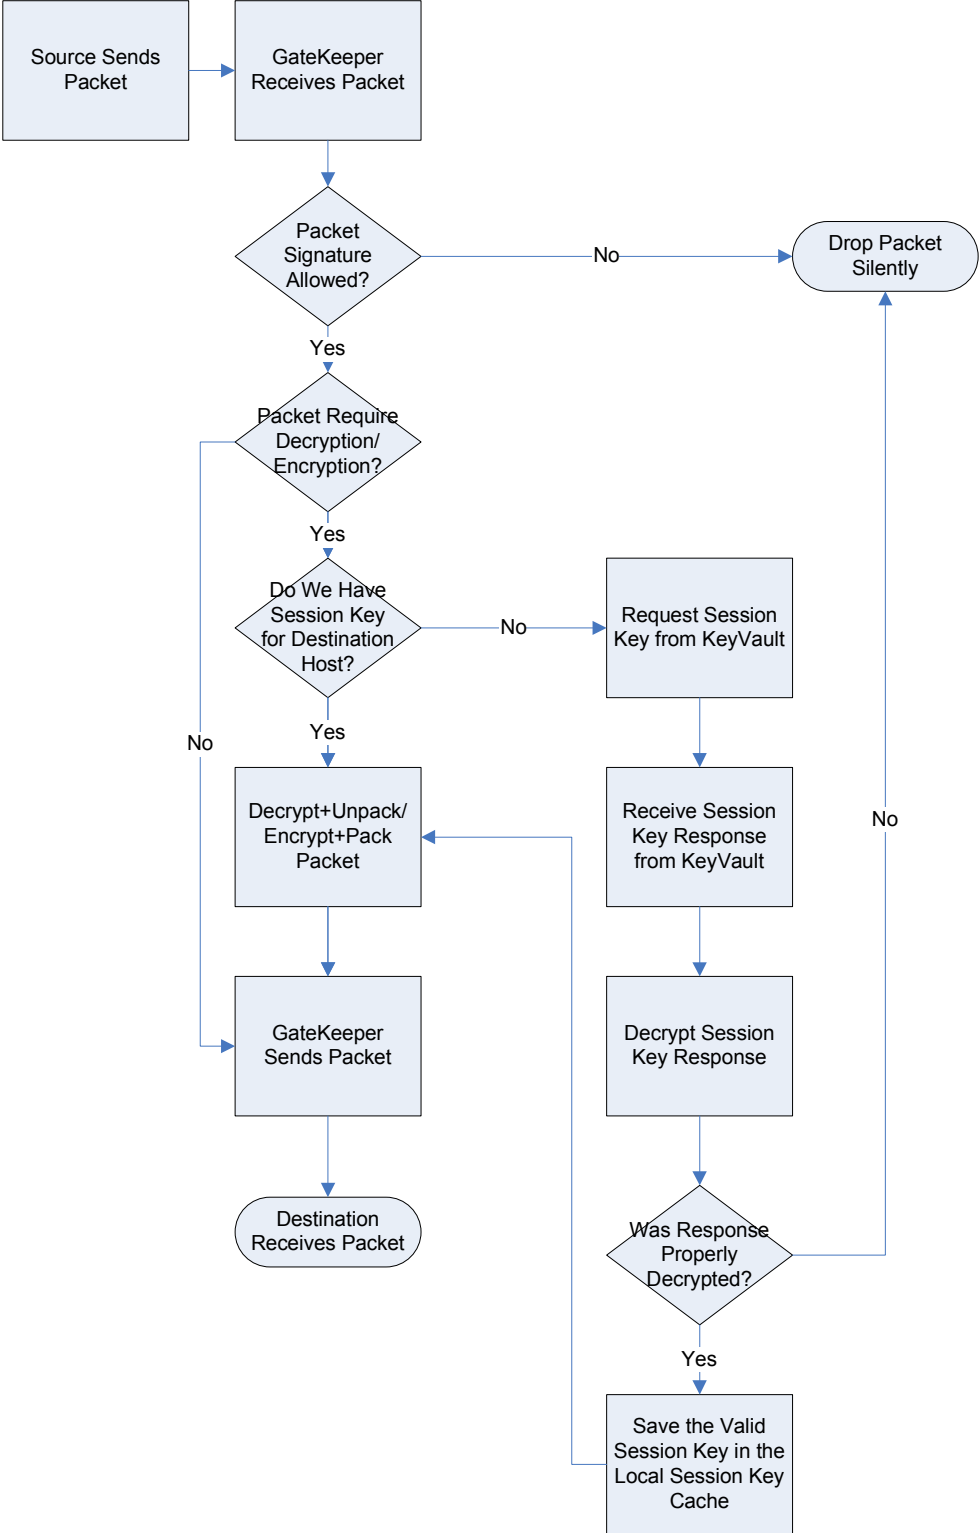 Source Sends
Packet
GateKeeper
Receives Packet
Packet
Signature
Allowed?
No
Drop Packet
Silently
Yes
Packet Require
Decryption/
Encryption?
Yes
Do We Have
Session Key
for Destination
Host?
No
Request Session
Key from KeyVault
Yes
No
Decrypt+Unpack/
Encrypt+Pack
Packet
Receive Session
Key Response
from KeyVault
No
GateKeeper
Sends Packet
Decrypt Session
Key Response
Destination
Receives Packet
Was Response
Properly
Decrypted?
Yes
Save the Valid
Session Key in the
Local Session Key
Cache